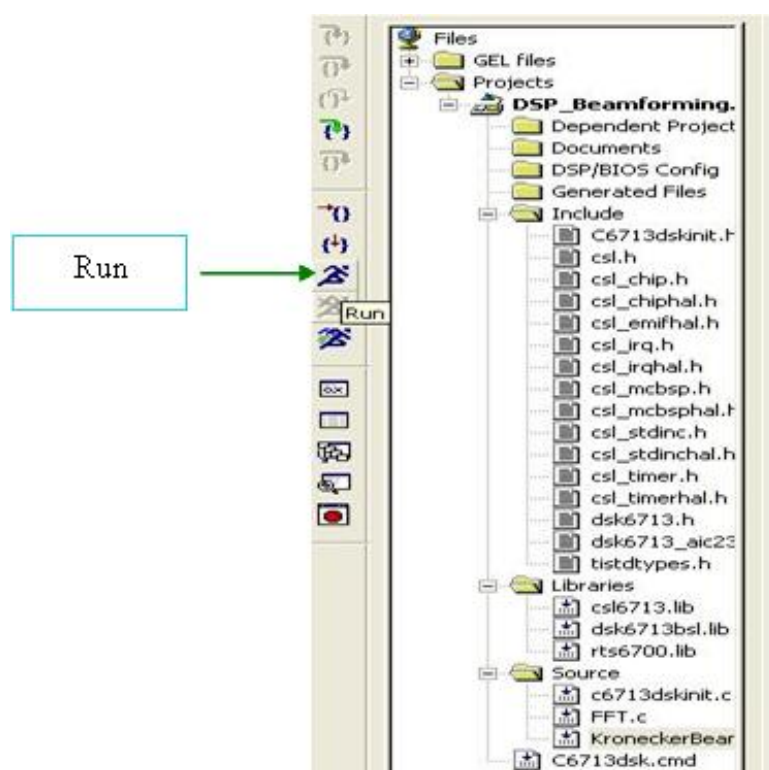 Files
GEL files
Projects
DSP_Beamforming.
Dependent Project
Documents
DSP/BIOS Config
Generated Files
Include
C6713dskinit.h
csl.h
csl_chip.h
csl_chiphal.h
csl_emifhal.h
csl_irq.h
csl_irqhal.h
csl_mcbsp.h
csl_mcbsphal.h
csl_stdinc.h
csl_stdinchal.h
csl_timer.h
csl_timerhal.h
dsk6713.h
dsk6713_aic23
tistdtypes.h
Libraries
csl6713.lib
dsk6713bsl.lib
rts6700.lib
Source
c6713dskinit.c
FFT.c
KroneckerBear
C6713dsk.cmd
Run
Run